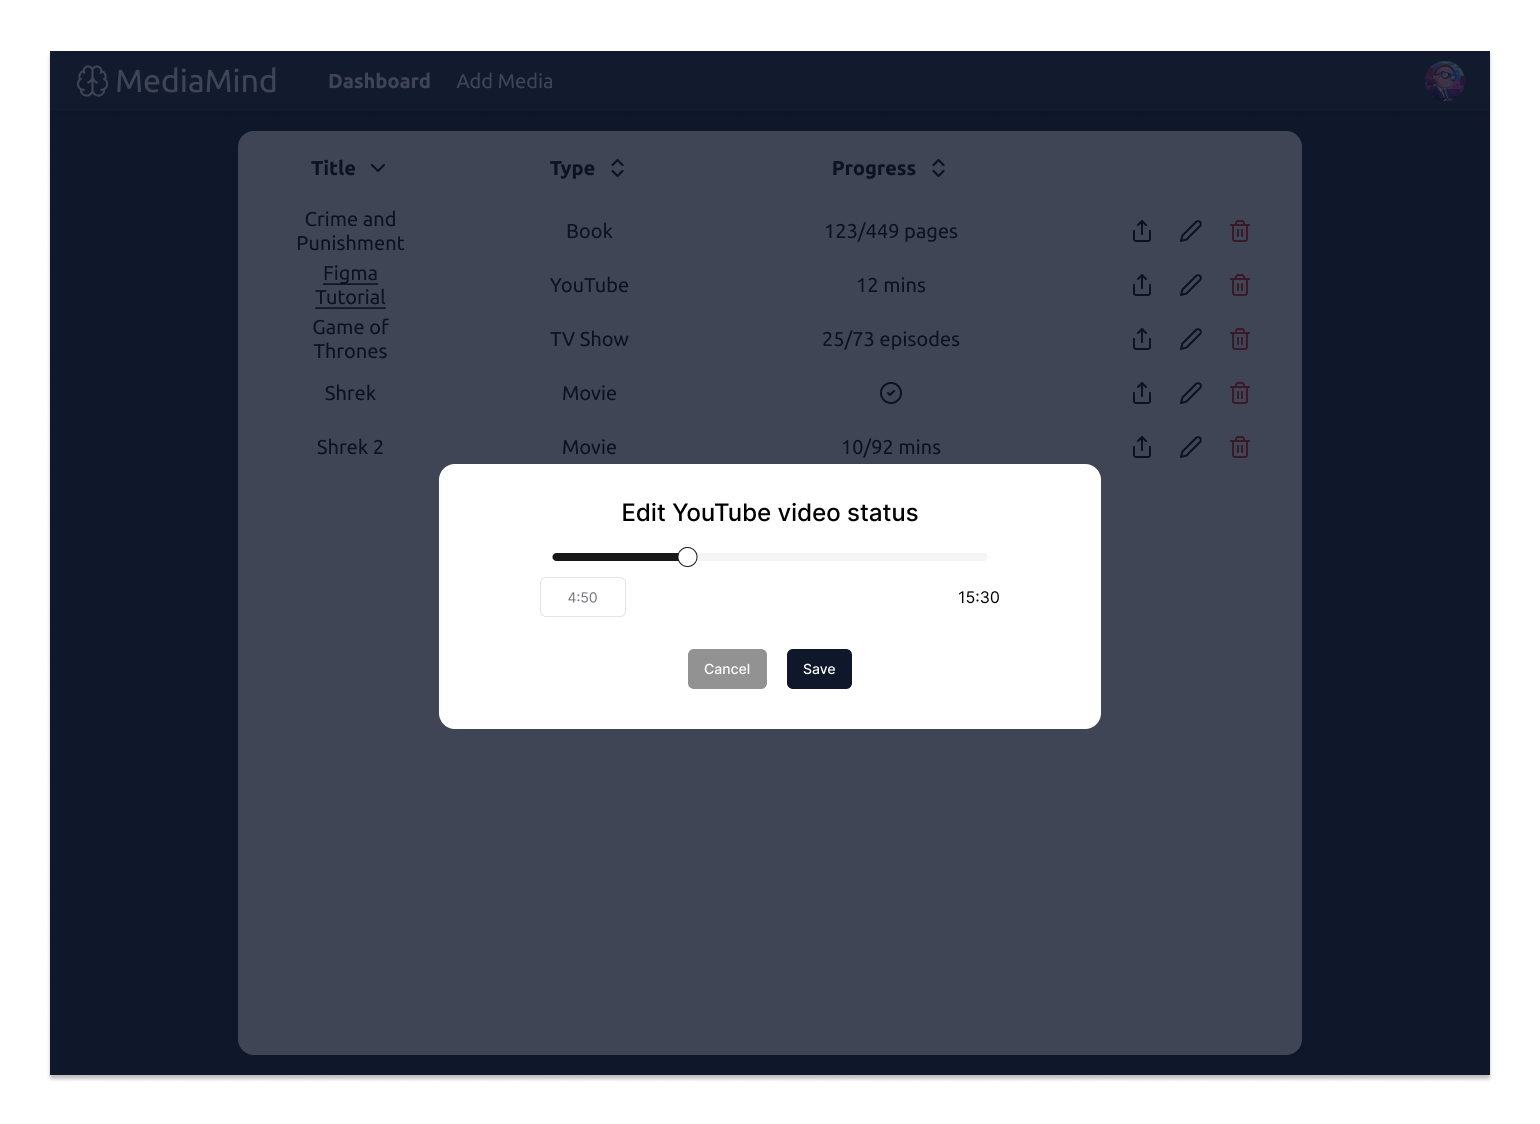 MediaMind Dashboard Add Media
Title Type Progress
Crime and
Punishment Book 123/449 pages
Figma
Tutorial YouTube 12 mins
Game of
Thrones TV Show 25/73 episodes
Shrek Movie
Shrek 2 Movie 10/92 mins
Edit YouTube video status
4:50 15:30
Cancel Save